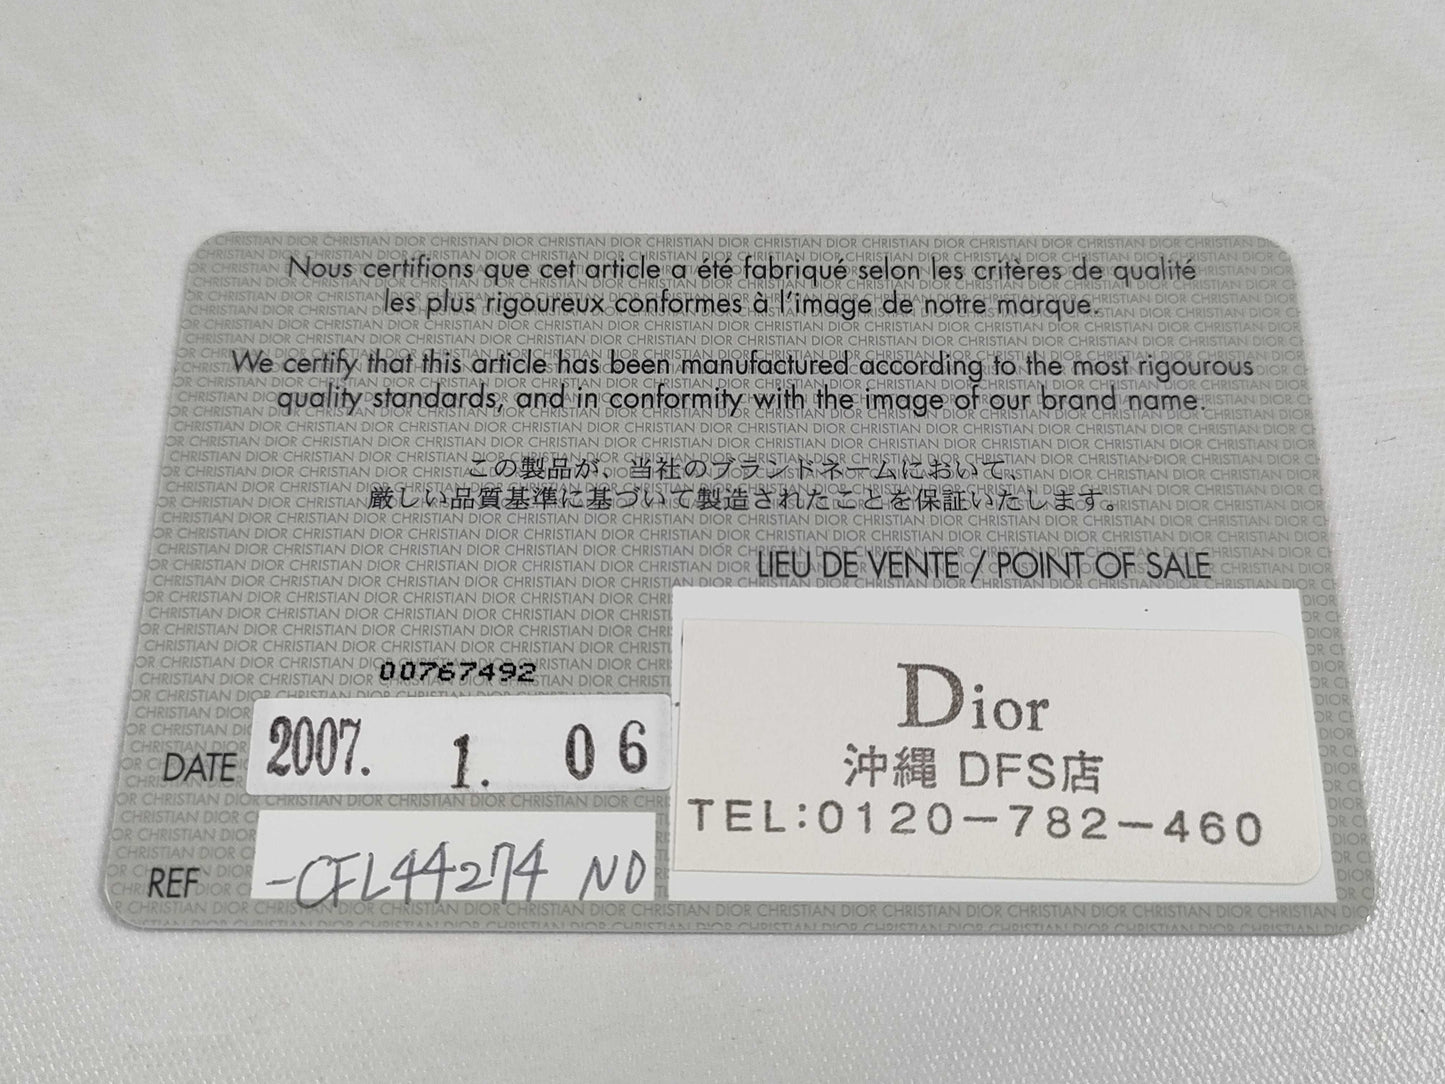 Nous certifions que cet article a été fabriqué selon les critères de qualité
les plus rigoureux conformes à l'image de notre marque.
We certify that this article has been manufactured according to the most rigourous
quality standards, and in conformity with the image of our brand name.
この製品が、当社のブランドネームにおいて、
厳しい品質基準に基づいて製造されたことを保証いたします。
LIEU DE VENTE / POINT OF SALE
00767492
DATE 2007. 1. 06
Dior
沖縄 DFS店
TEL:0120-782-460
REF -CFL44274 NO